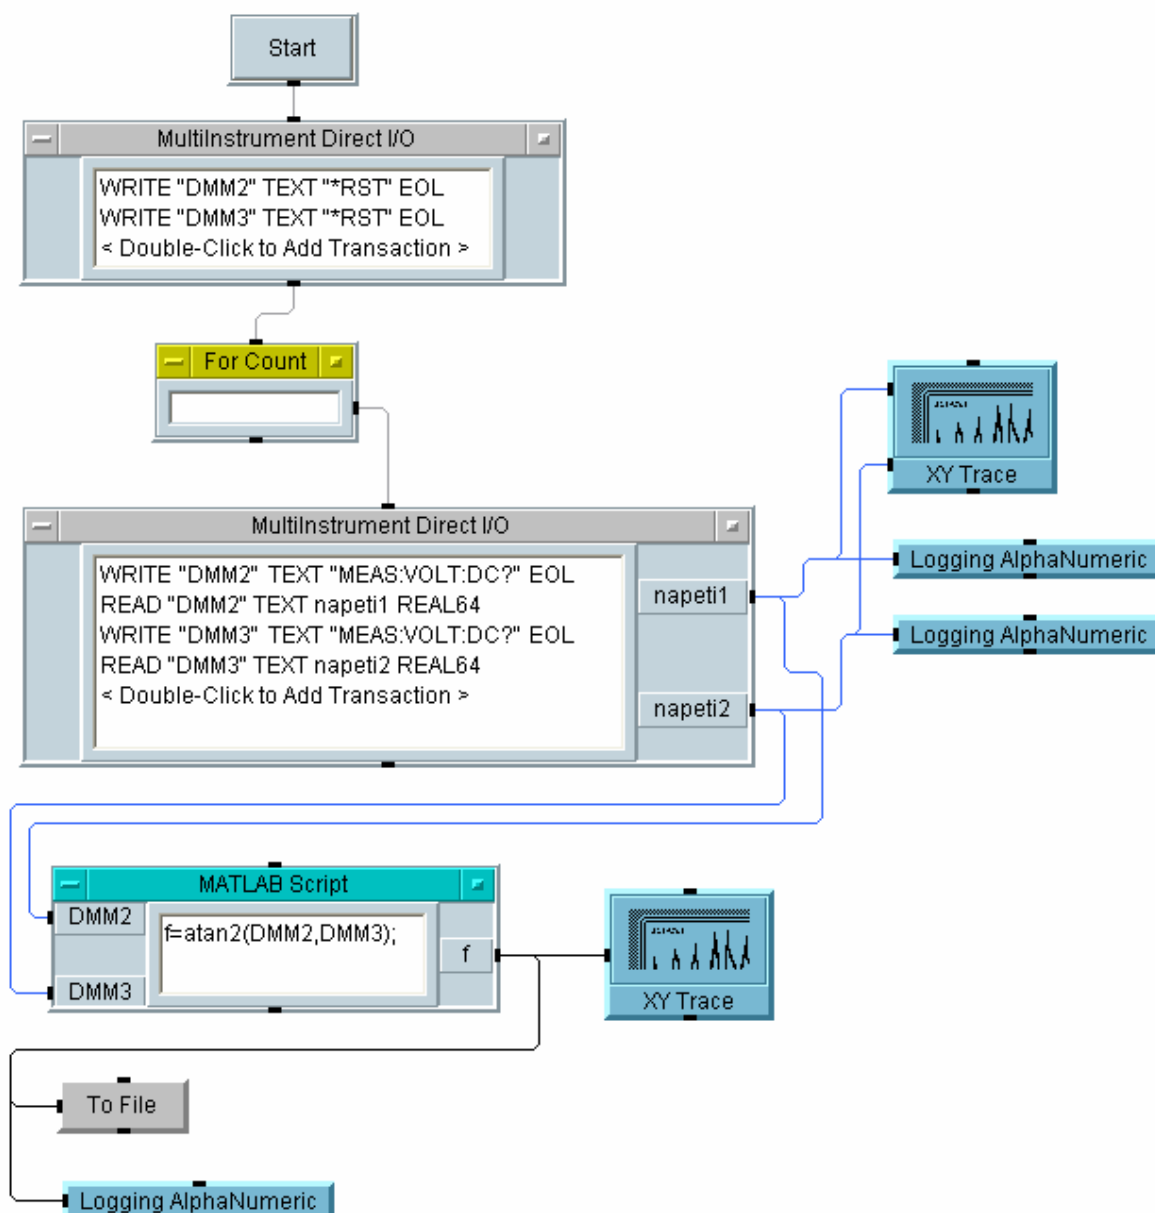 Start
MultiInstrument Direct I/O
WRITE "DMM2" TEXT "*RST" EOL
WRITE "DMM3" TEXT "*RST" EOL
< Double-Click to Add Transaction >
For Count
XY Trace
MultiInstrument Direct I/O
WRITE "DMM2" TEXT "MEAS:VOLT:DC?" EOL
READ "DMM2" TEXT napeti1 REAL64
WRITE "DMM3" TEXT "MEAS:VOLT:DC?" EOL
READ "DMM3" TEXT napeti2 REAL64
< Double-Click to Add Transaction >
napeti1
napeti2
Logging AlphaNumeric
Logging AlphaNumeric
MATLAB Script
DMM2
DMM3
f=atan2(DMM2,DMM3);
f
XY Trace
To File
Logging AlphaNumeric